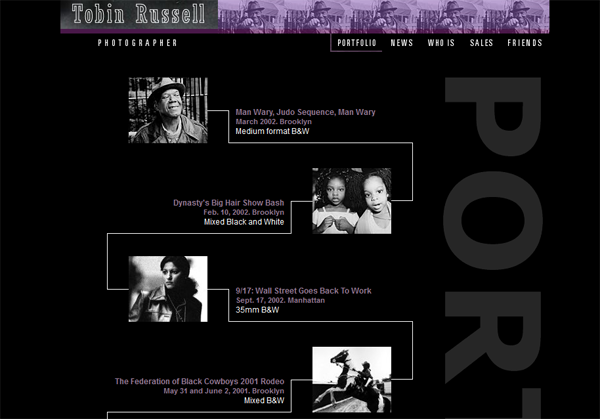 Tobin Russell
PHOTOGRAPHER
PORTFOLIO NEWS WHO IS SALES FRIENDS
Man Wary, Judo Sequence, Man Wary
March 2002. Brooklyn
Medium format B&W
Dynasty's Big Hair Show Bash
Feb. 10, 2002. Brooklyn
Mixed Black and White
9/17: Wall Street Goes Back To Work
Sept. 17, 2002. Manhattan
35mm B&W
The Federation of Black Cowboys 2001 Rodeo
May 31 and June 2, 2001. Brooklyn
Mixed B&W
PORT